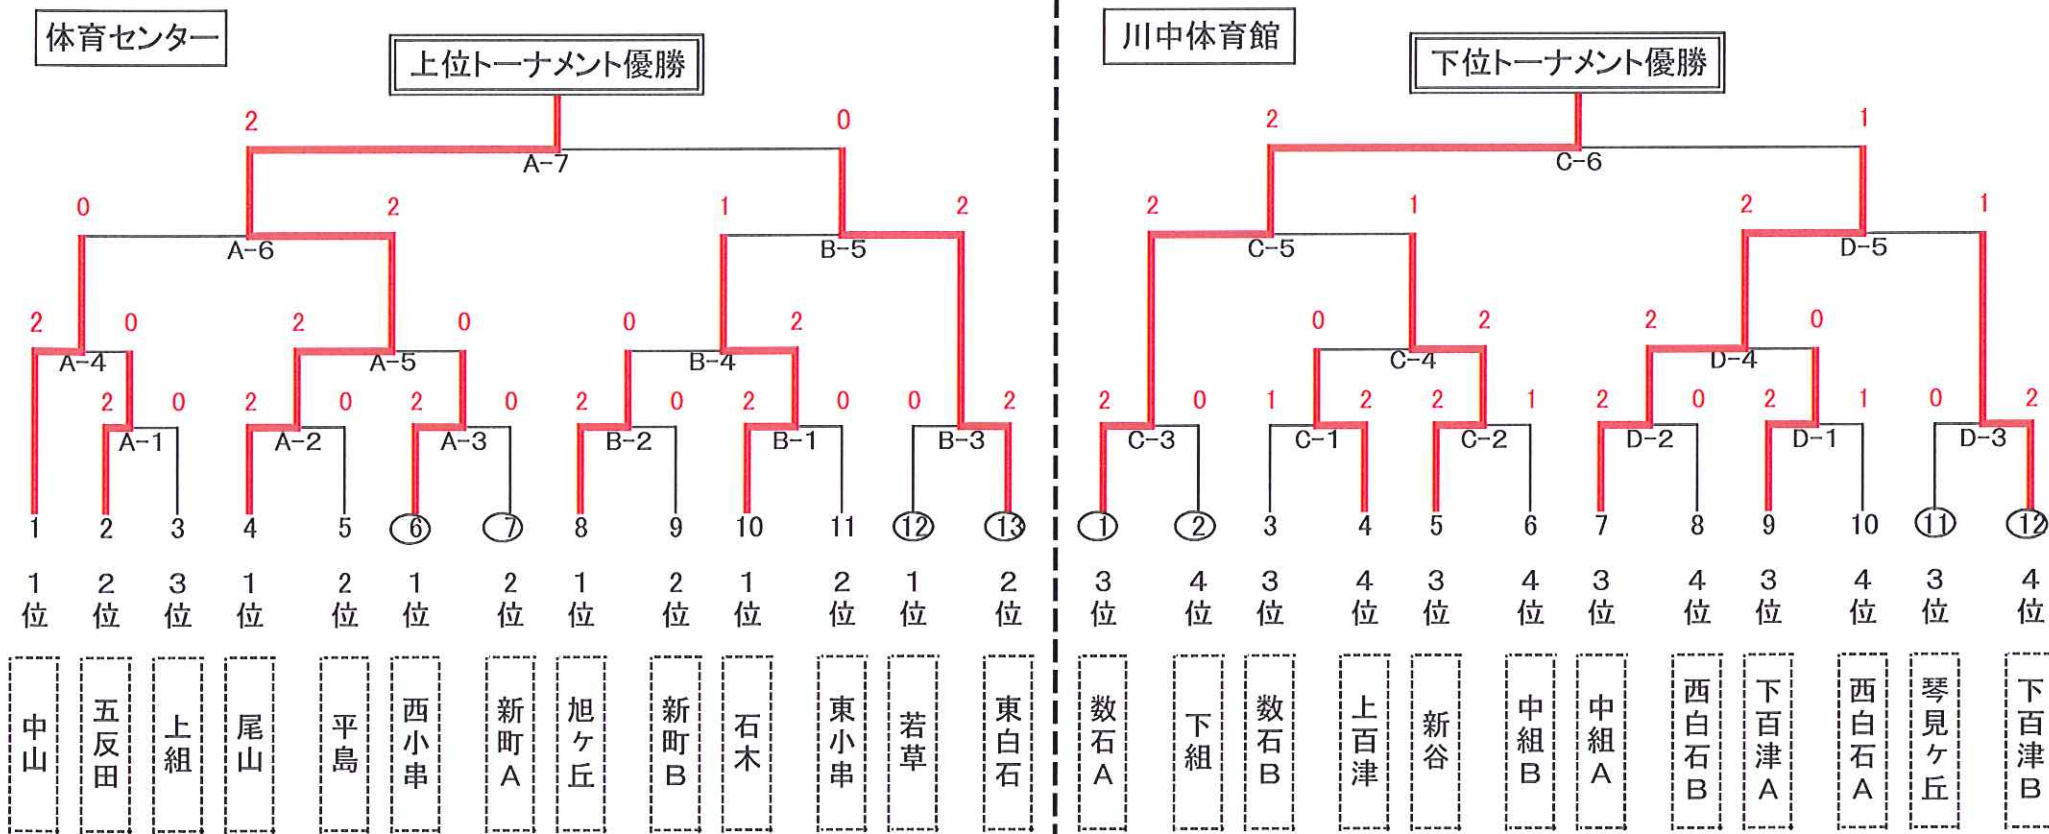 体育センター
川中体育館
上位トーナメント優勝
下位トーナメント優勝
2 0 2 1
A-7 C-6
0 2 1 2 2 1 2 1
A-6 B-5 C-5 D-5
2 0 2 0 0 2 0 2 2 0
A-4 A-5 B-4 C-4 D-4
2 0 2 0 2 0 2 0 2 0 0 2 2 0 1 2 2 1 2 0 2 1 0 2
A-1 A-2 A-3 B-2 B-1 B-3 C-3 C-1 C-2 D-2 D-1 D-3
1 2 3 4 5 ⑥ ⑦ 8 9 10 11 ⑫ ⑬ ① ② 3 4 5 6 7 8 9 10 ⑪ ⑫
1位 2位 3位 1位 2位 1位 2位 1位 2位 1位 2位 1位 2位 3位 4位 3位 4位 3位 4位 3位 4位 3位 4位 3位 4位
中山
五反田
上組
尾山
平島
西小串
新町A
旭ヶ丘
新町B
石木
東小串
若草
東白石
数石A
下組
数石B
上百津
新谷
中組B
中組A
西白石B
下百津A
西白石A
琴見ヶ丘
下百津B